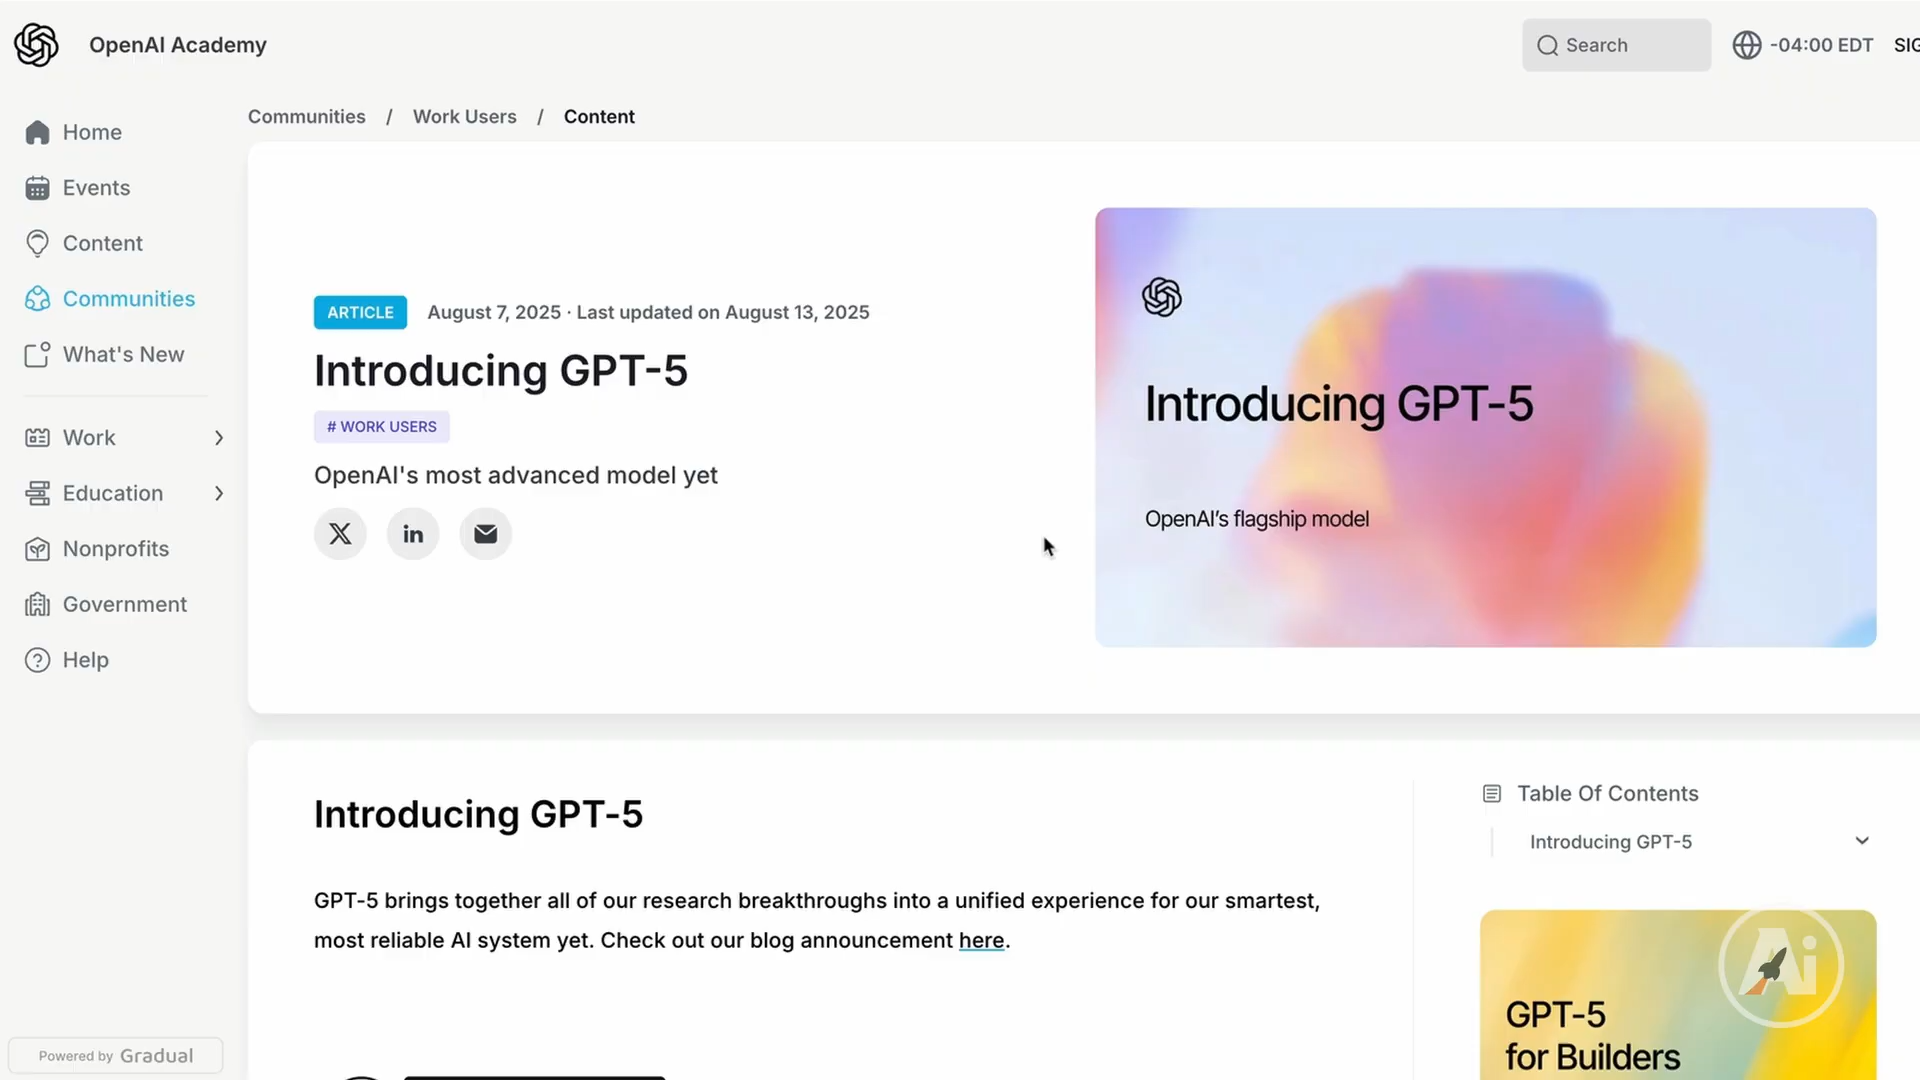 OpenAI Academy
Search
-04:00 EDT
SIG
Home
Events
Content
Communities
What's New
Work
Education
Nonprofits
Government
Help
Powered by Gradual
Communities / Work Users / Content
ARTICLE August 7, 2025 · Last updated on August 13, 2025
Introducing GPT-5
# WORK USERS
OpenAI's most advanced model yet
Introducing GPT-5
OpenAI’s flagship model
Introducing GPT-5
GPT-5 brings together all of our research breakthroughs into a unified experience for our smartest,
most reliable AI system yet. Check out our blog announcement here.
Table Of Contents
Introducing GPT-5
GPT-5
for Builders
Ai